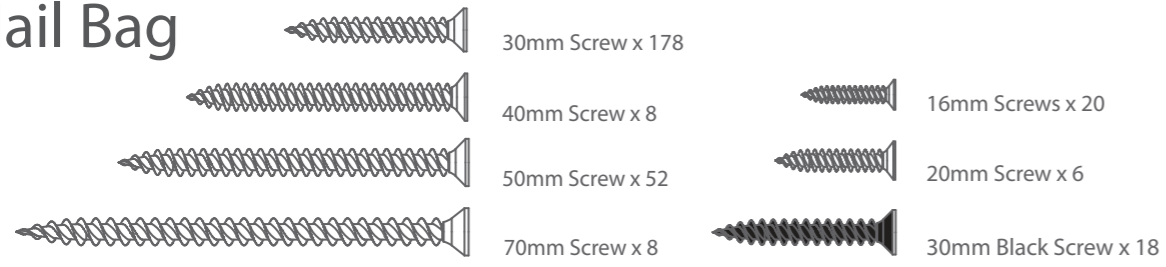 ail Bag
30mm Screw x 178
40mm Screw x 8
50mm Screw x 52
70mm Screw x 8
16mm Screws x 20
20mm Screw x 6
30mm Black Screw x 18